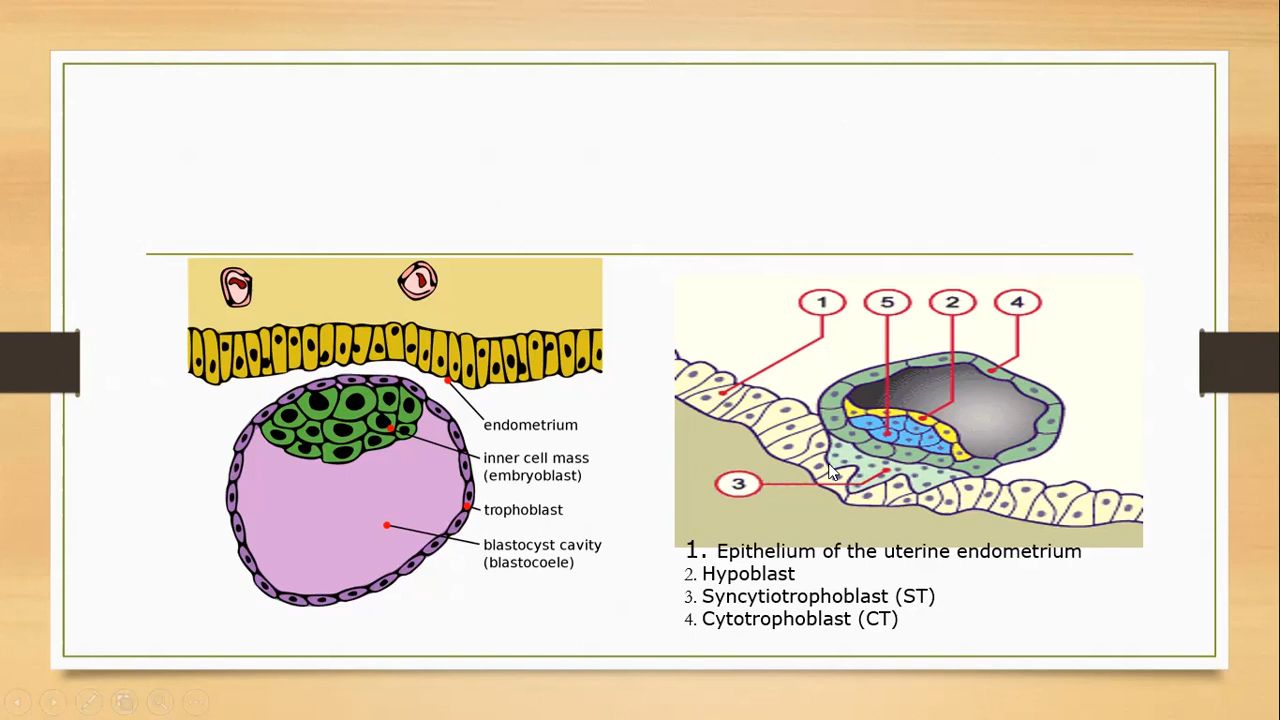 endometrium
inner cell mass
(embryoblast)
trophoblast
blastocyst cavity
(blastocoele)
1 5 2 4
3
1. Epithelium of the uterine endometrium
2. Hypoblast
3. Syncytiotrophoblast (ST)
4. Cytotrophoblast (CT)